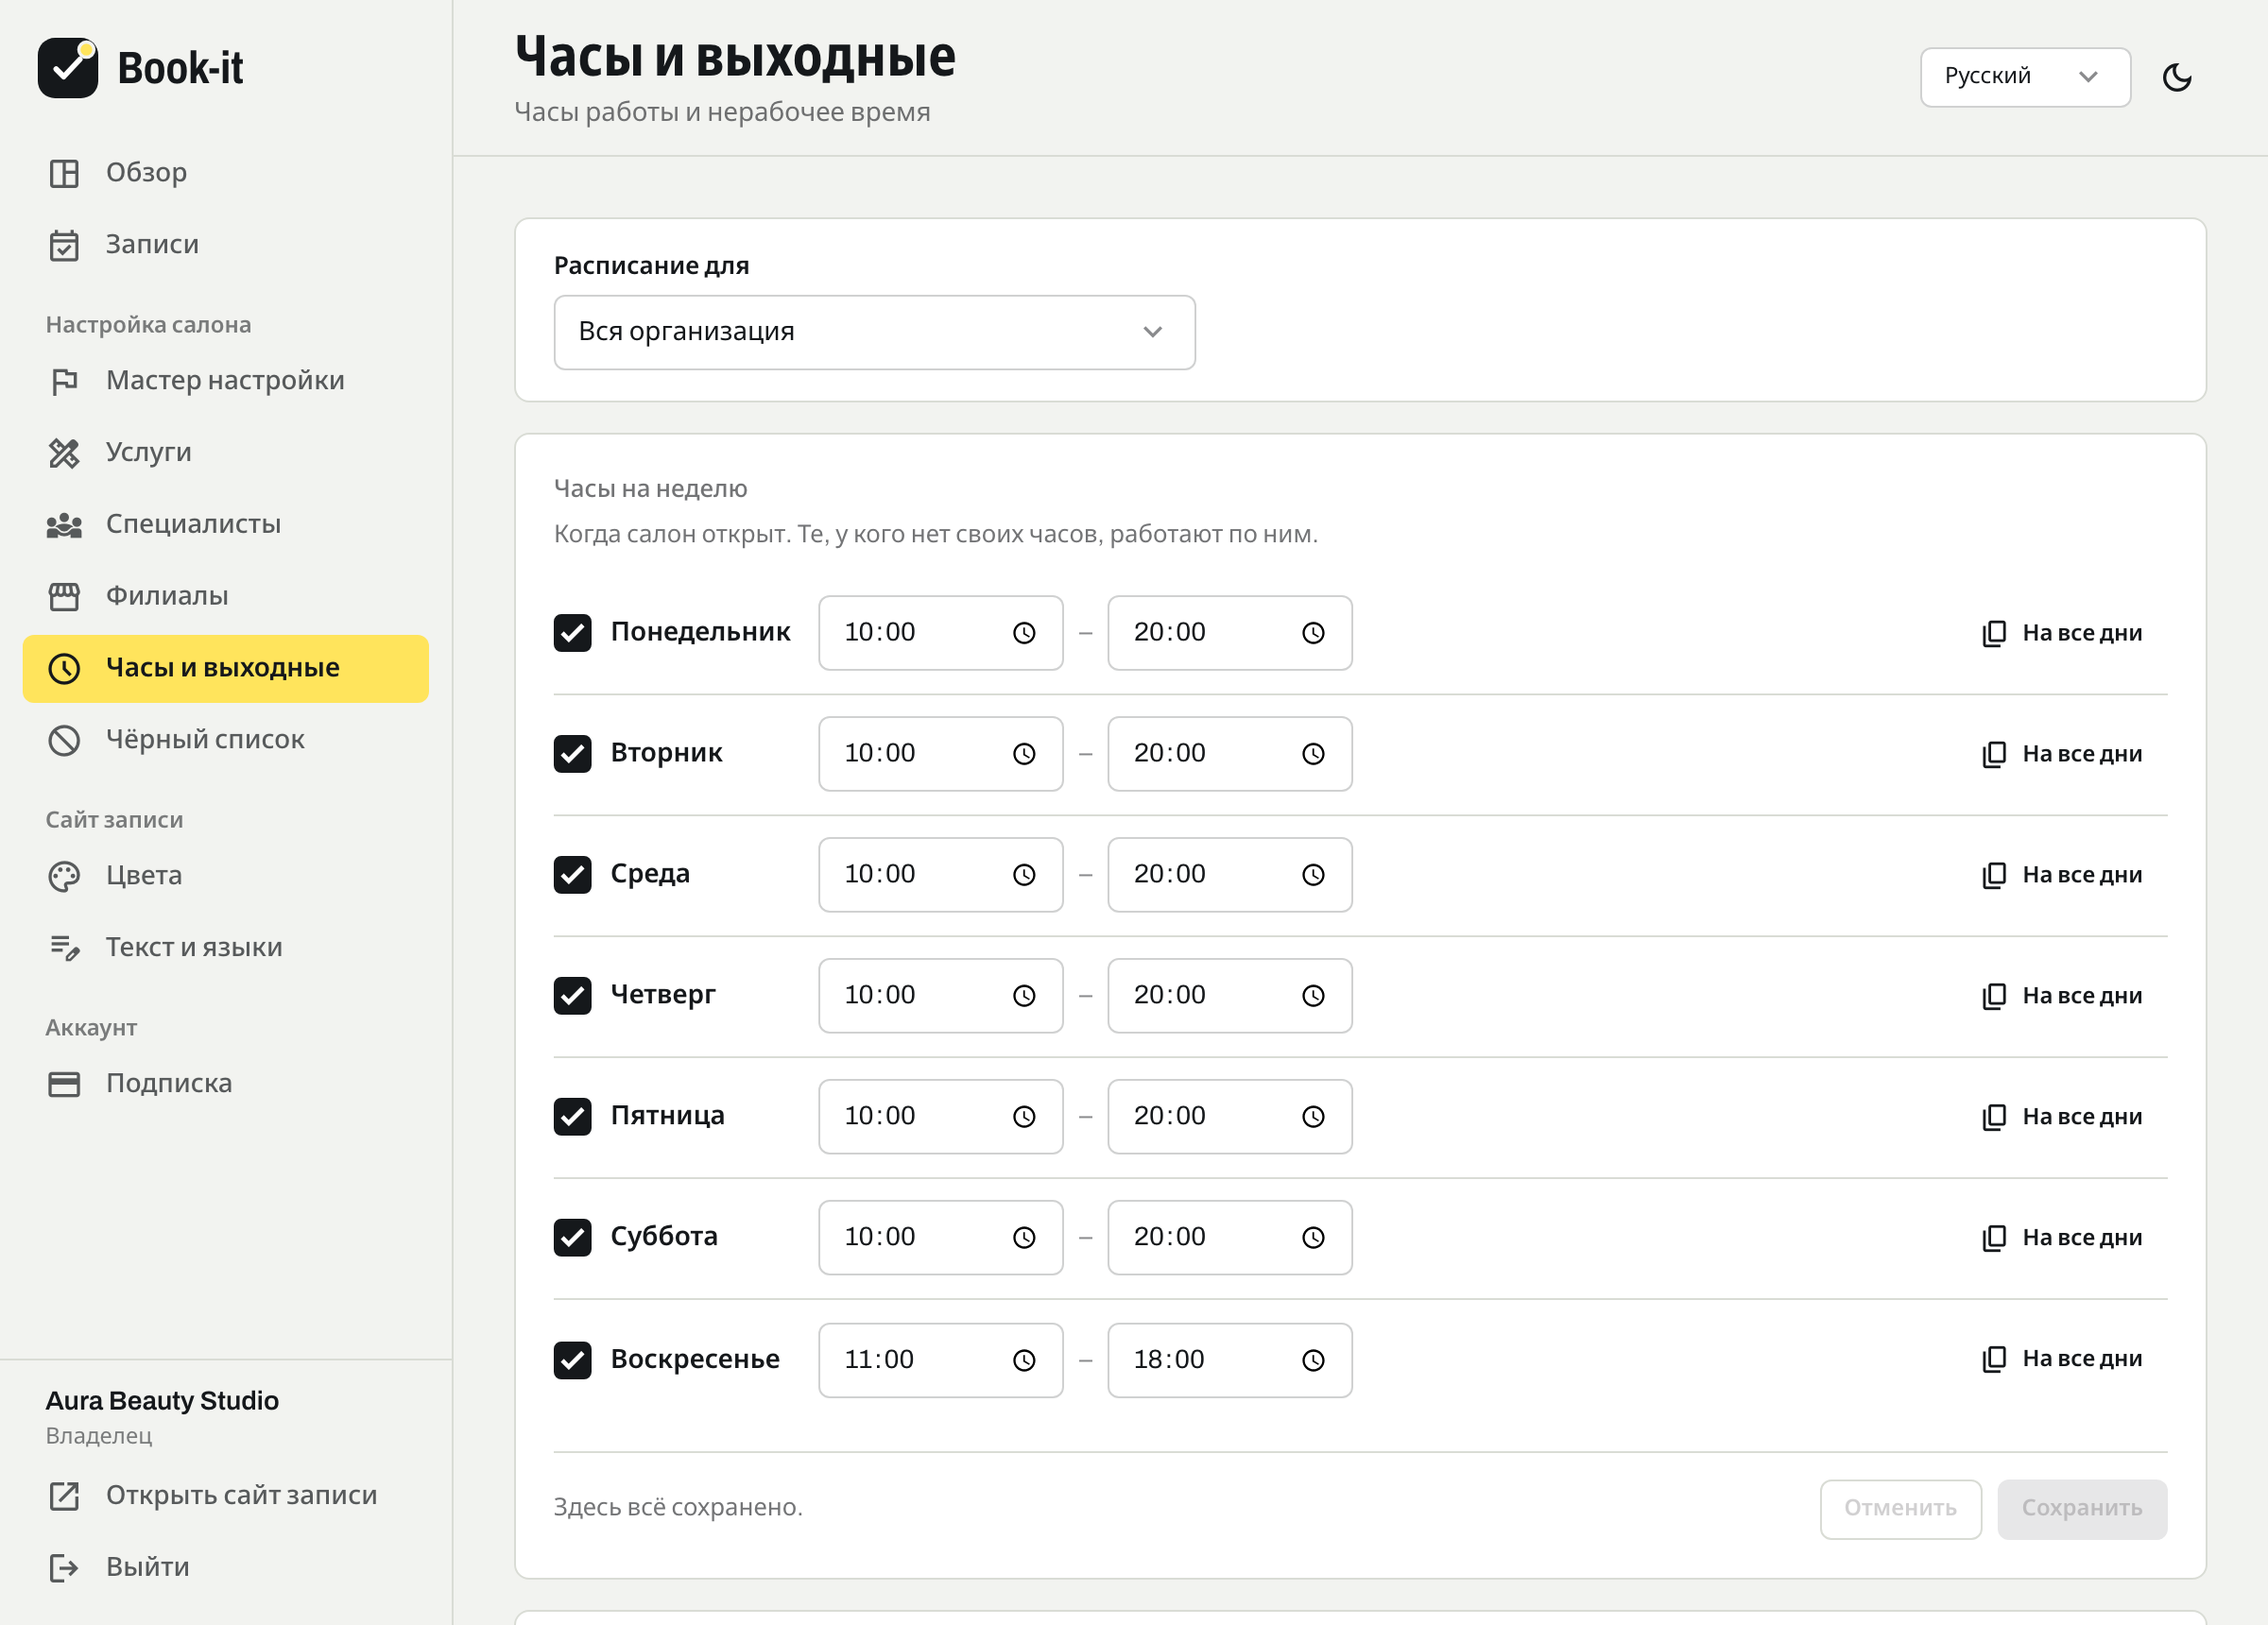 Book-it
Обзор
Записи
Настройка салона
Мастер настройки
Услуги
Специалисты
Филиалы
Часы и выходные
Чёрный список
Сайт записи
Цвета
Текст и языки
Аккаунт
Подписка
Aura Beauty Studio
Владелец
Открыть сайт записи
Выйти
Часы и выходные
Часы работы и нерабочее время
Русский
Расписание для
Вся организация
Часы на неделю
Когда салон открыт. Те, у кого нет своих часов, работают по ним.
Понедельник 10:00 – 20:00 На все дни
Вторник 10:00 – 20:00 На все дни
Среда 10:00 – 20:00 На все дни
Четверг 10:00 – 20:00 На все дни
Пятница 10:00 – 20:00 На все дни
Суббота 10:00 – 20:00 На все дни
Воскресенье 11:00 – 18:00 На все дни
Здесь всё сохранено. Отменить Сохранить